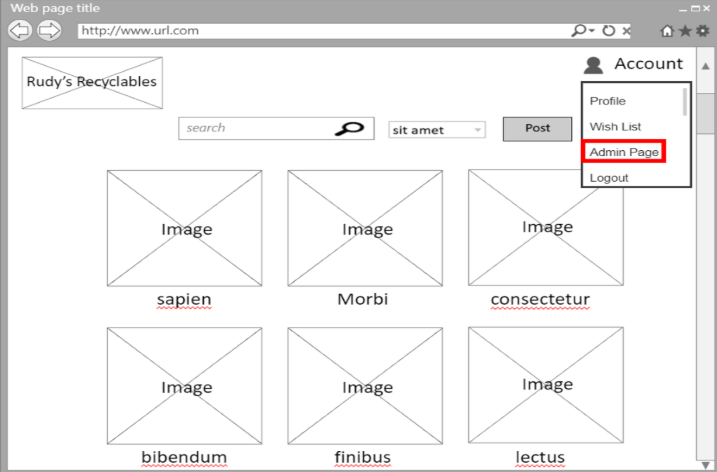 Web page title
http://www.url.com
Rudy's Recyclables
Account
Profile
Wish List
Admin Page
Logout
search
sit amet
Post
Image
Image
Image
sapien
Morbi
consectetur
Image
Image
Image
bibendum
finibus
lectus